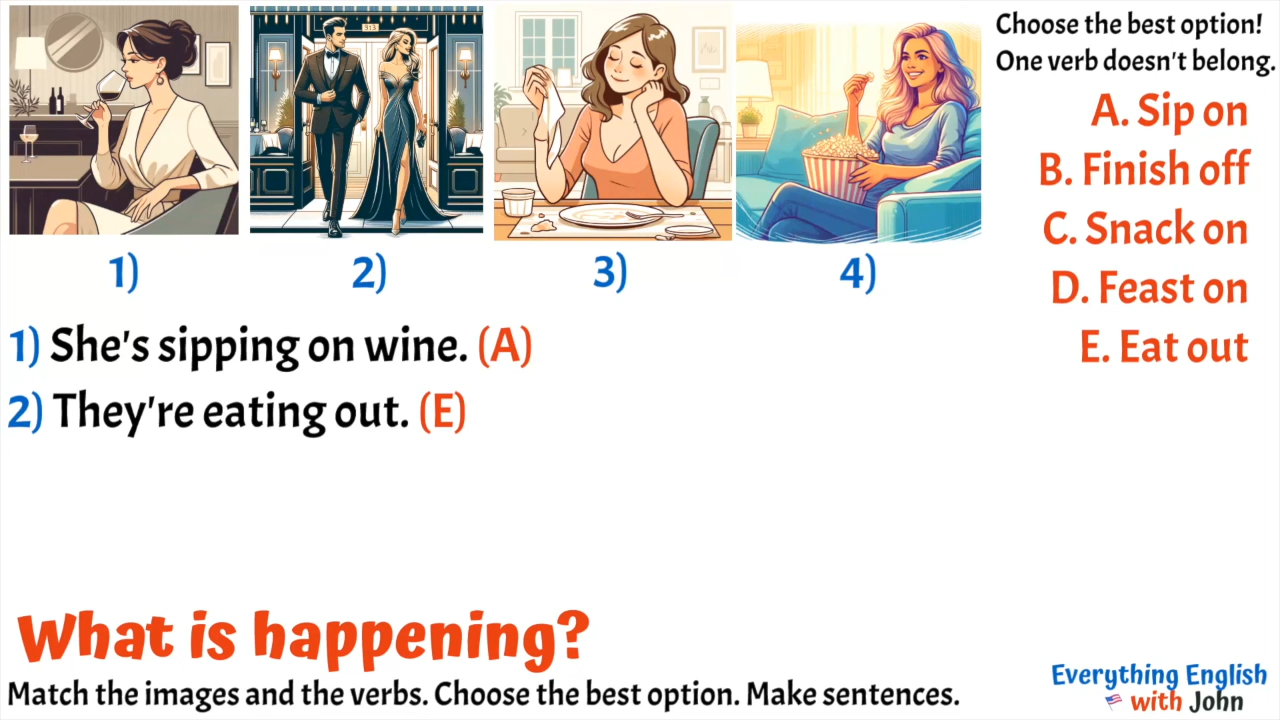 Choose the best option!
One verb doesn't belong.
A. Sip on
B. Finish off
C. Snack on
D. Feast on
E. Eat out
313
1)
2)
3)
4)
1) She's sipping on wine. (A)
2) They're eating out. (E)
What is happening?
Match the images and the verbs. Choose the best option. Make sentences.
Everything English
with John